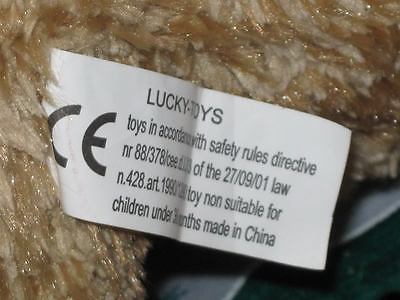 LUCKY-TOYS
CE
toys in accordance with safety rules directive
nr 88/378/cee of the 27/09/01 law
n.428.art.1990 toy non suitable for
children under months made in China